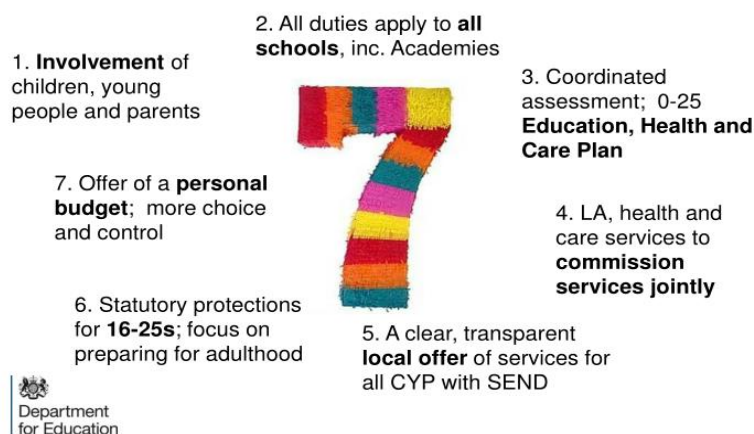 1. Involvement of
children, young
people and parents
2. All duties apply to all
schools, inc. Academies
3. Coordinated
assessment;  0-25
Education, Health and
Care Plan
4. LA, health and
care services to
commission
services jointly
5. A clear, transparent
local offer of services for
all CYP with SEND
6. Statutory protections
for 16-25s; focus on
preparing for adulthood
7. Offer of a personal
budget;  more choice
and control
7
Department
for Education